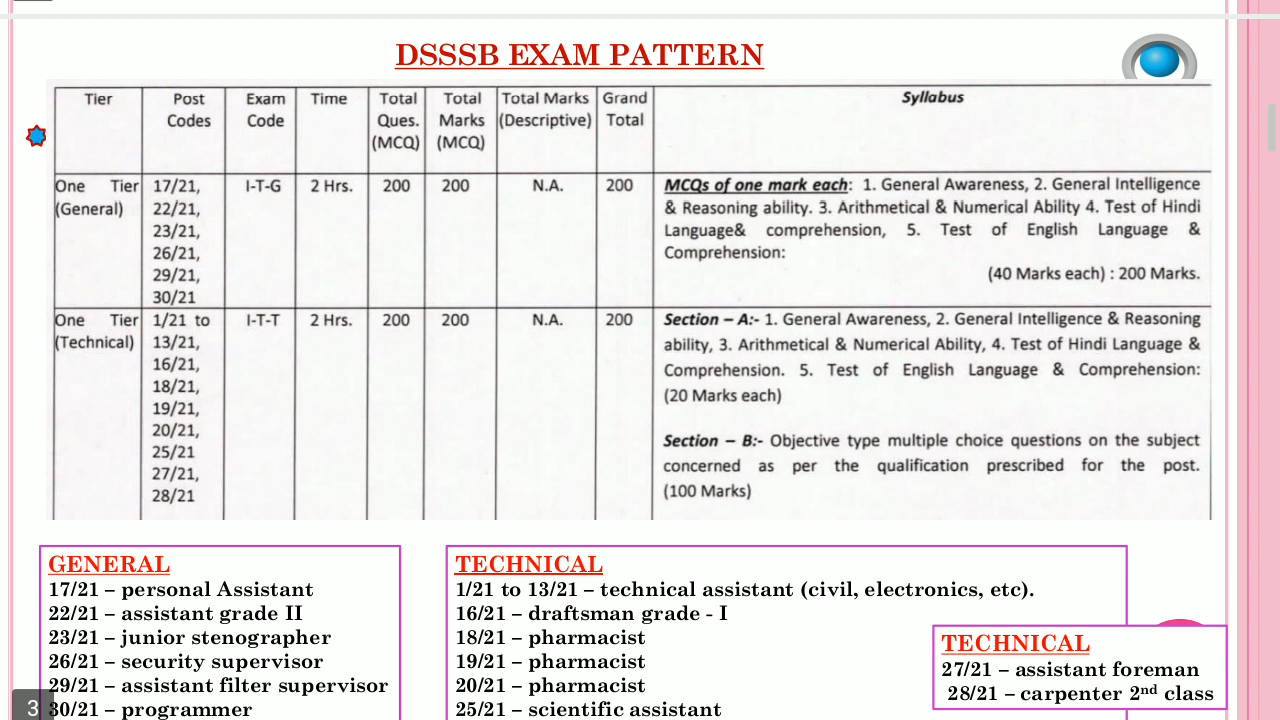 DSSSB EXAM PATTERN
Tier Post Codes Exam Code Time Total Ques. (MCQ) Total Marks (MCQ) Total Marks (Descriptive) Grand Total Syllabus
One Tier (General)
17/21,
22/21,
23/21,
26/21,
29/21,
30/21
I-T-G
2 Hrs.
200
200
N.A.
200
MCQs of one mark each: 1. General Awareness, 2. General Intelligence
& Reasoning ability. 3. Arithmetical & Numerical Ability 4. Test of Hindi
Language& comprehension, 5. Test of English Language &
Comprehension:
(40 Marks each) : 200 Marks.
One Tier
(Technical)
1/21 to
13/21,
16/21,
18/21,
19/21,
20/21,
25/21
27/21,
28/21
I-T-T
2 Hrs.
200
200
N.A.
200
Section – A:- 1. General Awareness, 2. General Intelligence & Reasoning
ability, 3. Arithmetical & Numerical Ability, 4. Test of Hindi Language &
Comprehension. 5. Test of English Language & Comprehension:
(20 Marks each)
Section – B:- Objective type multiple choice questions on the subject
concerned as per the qualification prescribed for the post.
(100 Marks)
GENERAL
17/21 – personal Assistant
22/21 – assistant grade II
23/21 – junior stenographer
26/21 – security supervisor
29/21 – assistant filter supervisor
30/21 – programmer
TECHNICAL
1/21 to 13/21 – technical assistant (civil, electronics, etc).
16/21 – draftsman grade - I
18/21 – pharmacist
19/21 – pharmacist
20/21 – pharmacist
25/21 – scientific assistant
TECHNICAL
27/21 – assistant foreman
28/21 – carpenter 2nd class
3